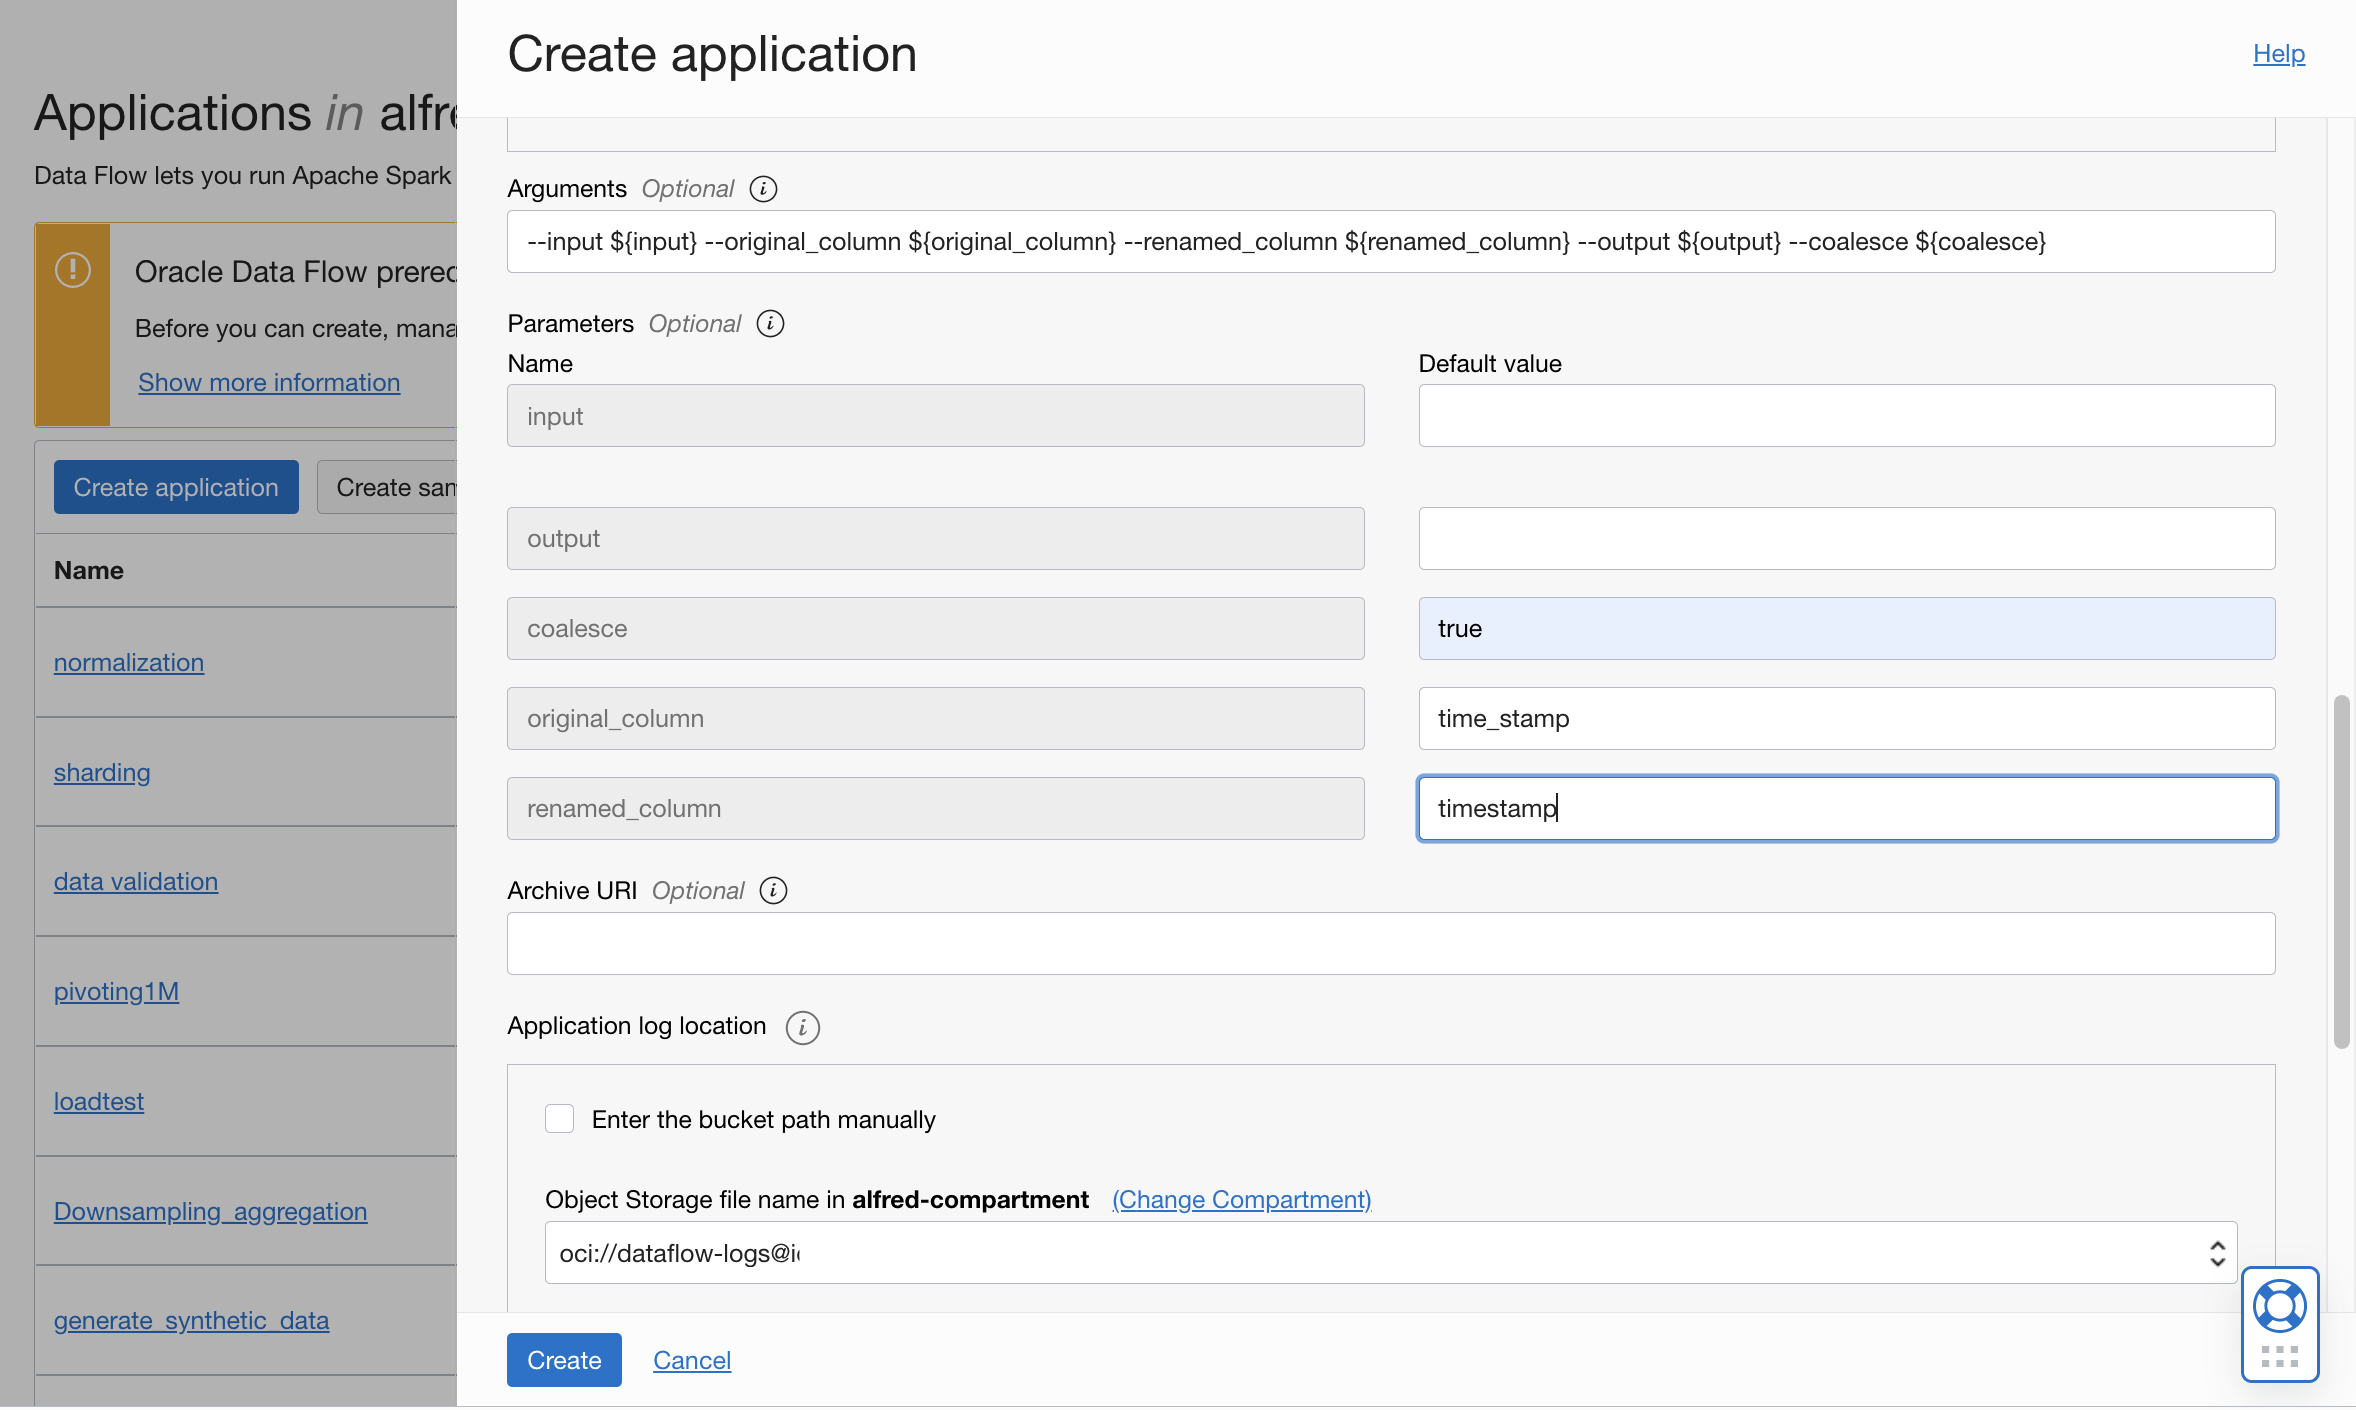 Applications in alfre
Data Flow lets you run Apache Spark
Oracle Data Flow prerec
Before you can create, mana
Show more information
Create application
Create sam
Name
normalization
sharding
data validation
pivoting1M
loadtest
Downsampling_aggregation
generate_synthetic_data
Create application
Help
Arguments Optional
--input ${input} --original_column ${original_column} --renamed_column ${renamed_column} --output ${output} --coalesce ${coalesce}
Parameters Optional
Name Default value
input
output
coalesce true
original_column time_stamp
renamed_column timestamp
Archive URI Optional
Application log location
Enter the bucket path manually
Object Storage file name in alfred-compartment (Change Compartment)
oci://dataflow-logs@i
Create Cancel